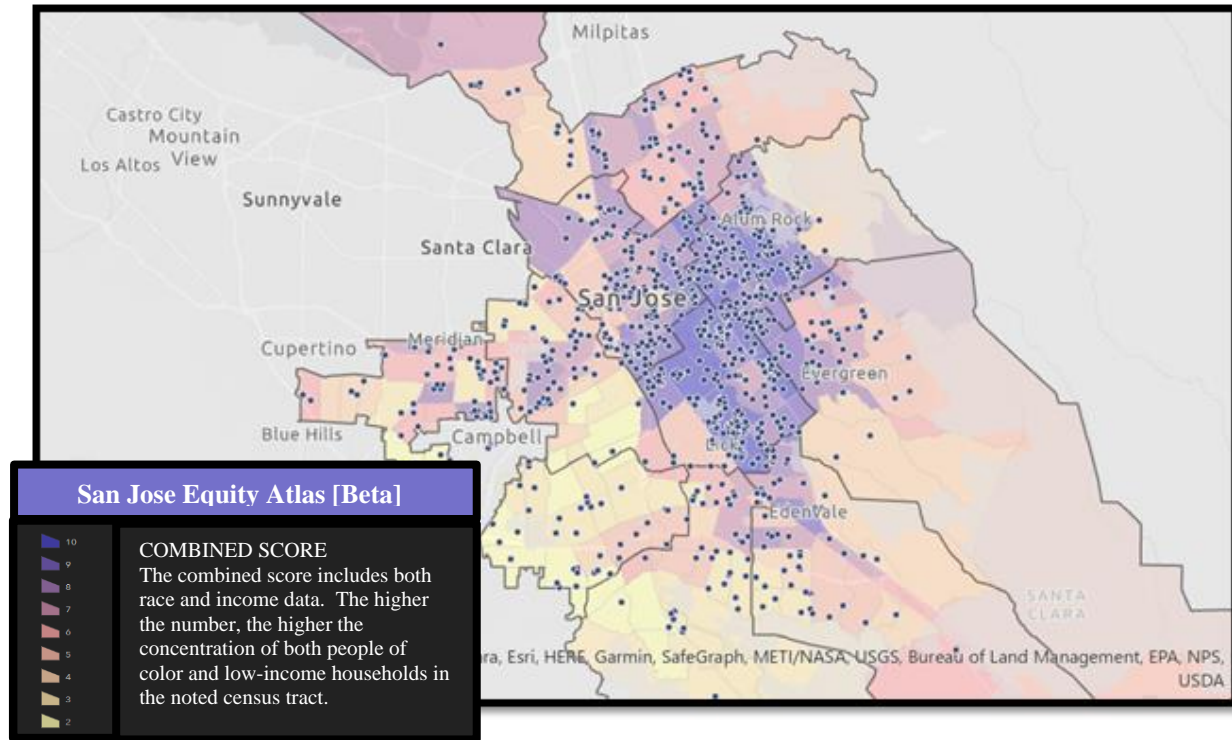 Milpitas
Castro City
Mountain
View
Los Altos
Sunnyvale
Santa Clara
Alum Rock
San Jose
Cupertino
Meridian
Evergreen
Blue Hills
Campbell
Lick
Edenvale
SANTA
CLARA
ara, Esri, HERE, Garmin, SafeGraph, METI/NASA, USGS, Bureau of Land Management, EPA, NPS,
USDA
San Jose Equity Atlas [Beta]
10
9
8
7
6
5
4
3
2
COMBINED SCORE
The combined score includes both
race and income data. The higher
the number, the higher the
concentration of both people of
color and low-income households in
the noted census tract.